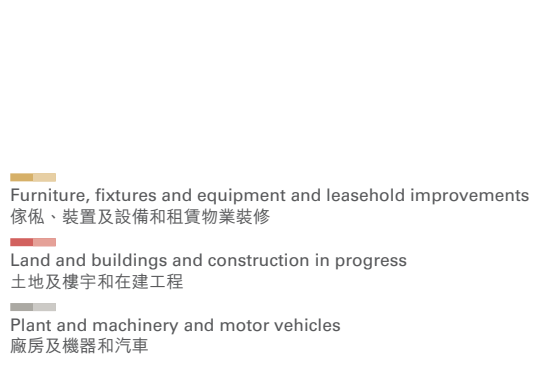 Furniture, fixtures and equipment and leasehold improvements
傢俬、裝置及設備和租賃物業裝修
Land and buildings and construction in progress
土地及樓宇和在建工程
Plant and machinery and motor vehicles
廠房及機器和汽車